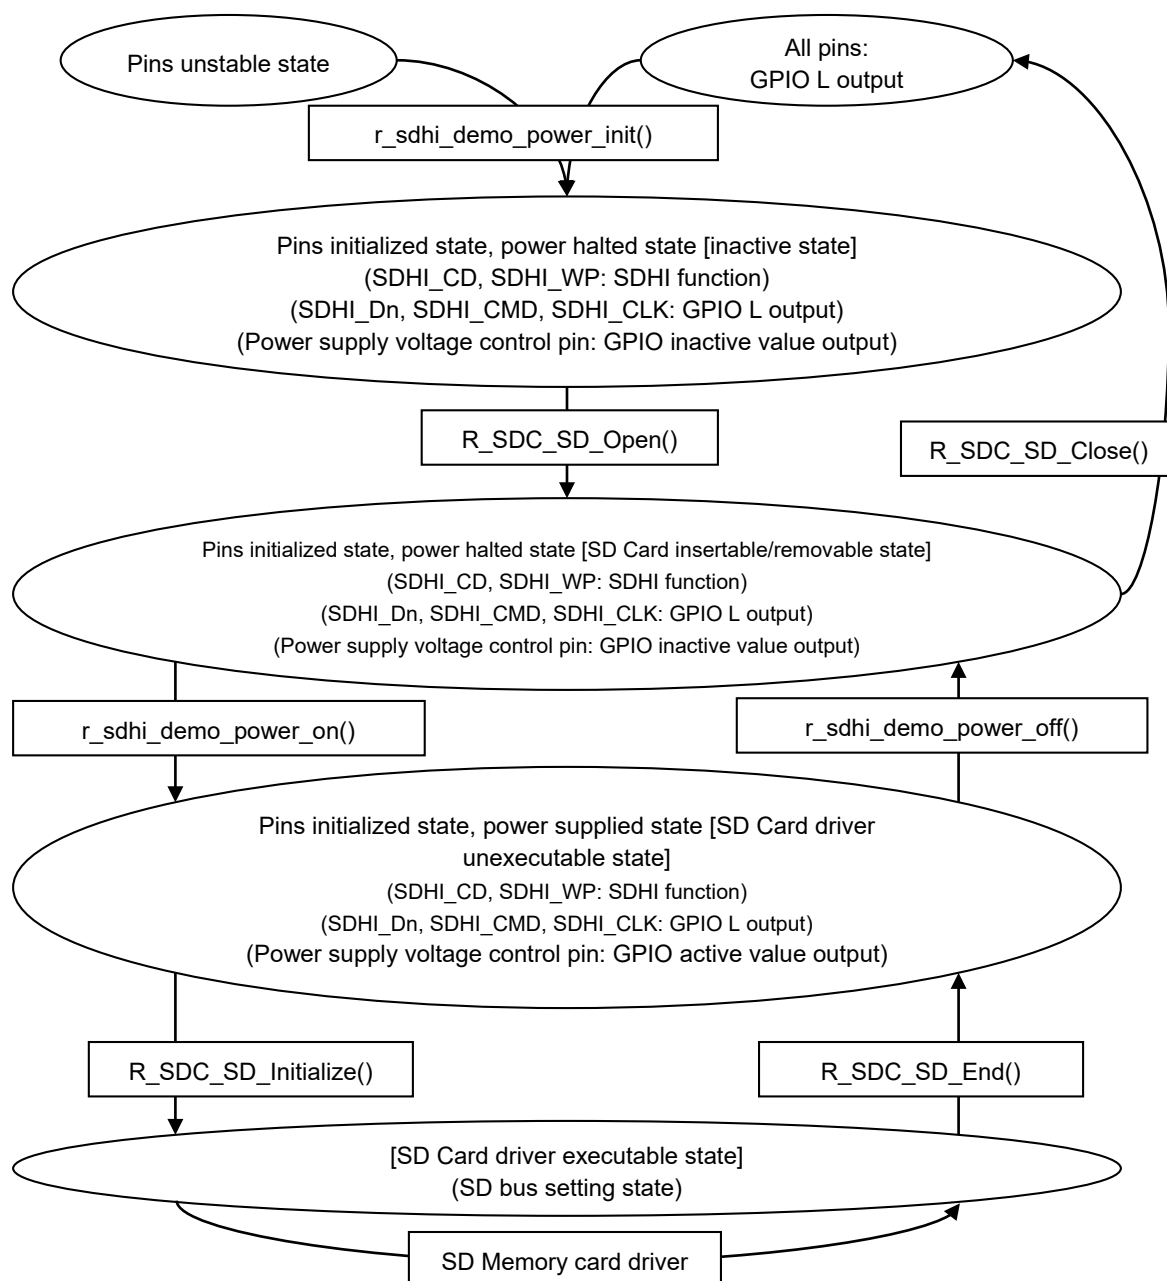 Pins unstable state
All pins:
GPIO L output
r_sdhi_demo_power_init()
Pins initialized state, power halted state [inactive state]
(SDHI_CD, SDHI_WP: SDHI function)
(SDHI_Dn, SDHI_CMD, SDHI_CLK: GPIO L output)
(Power supply voltage control pin: GPIO inactive value output)
R_SDC_SD_Open()
R_SDC_SD_Close()
Pins initialized state, power halted state [SD Card insertable/removable state]
(SDHI_CD, SDHI_WP: SDHI function)
(SDHI_Dn, SDHI_CMD, SDHI_CLK: GPIO L output)
(Power supply voltage control pin: GPIO inactive value output)
r_sdhi_demo_power_on()
r_sdhi_demo_power_off()
Pins initialized state, power supplied state [SD Card driver
unexecutable state]
(SDHI_CD, SDHI_WP: SDHI function)
(SDHI_Dn, SDHI_CMD, SDHI_CLK: GPIO L output)
(Power supply voltage control pin: GPIO active value output)
R_SDC_SD_Initialize()
R_SDC_SD_End()
[SD Card driver executable state]
(SD bus setting state)
SD Memory card driver